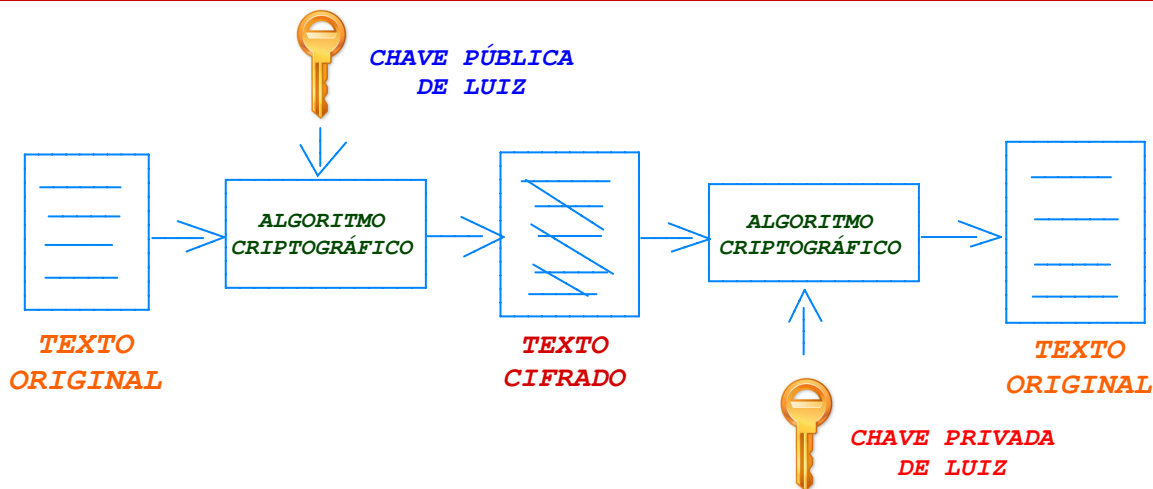 CHAVE PÚBLICA
DE LUIZ
ALGORITMO
CRIPTOGRÁFICO
ALGORITMO
CRIPTOGRÁFICO
TEXTO
ORIGINAL
TEXTO
CIFRADO
TEXTO
ORIGINAL
CHAVE PRIVADA
DE LUIZ